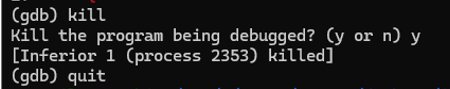 (gdb) kill
Kill the program being debugged? (y or n) y
[Inferior 1 (process 2353) killed]
(gdb) quit